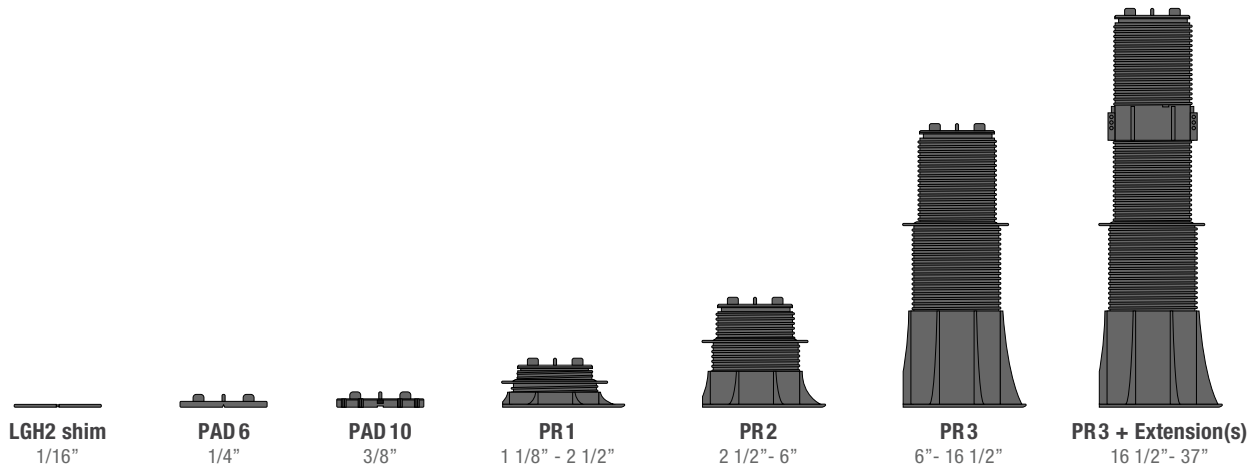 LGH2 shim
1/16”
PAD 6
1/4”
PAD 10
3/8”
PR 1
1 1/8” - 2 1/2”
PR 2
2 1/2”- 6”
PR 3
6”- 16 1/2”
PR 3 + Extension(s)
16 1/2”- 37”